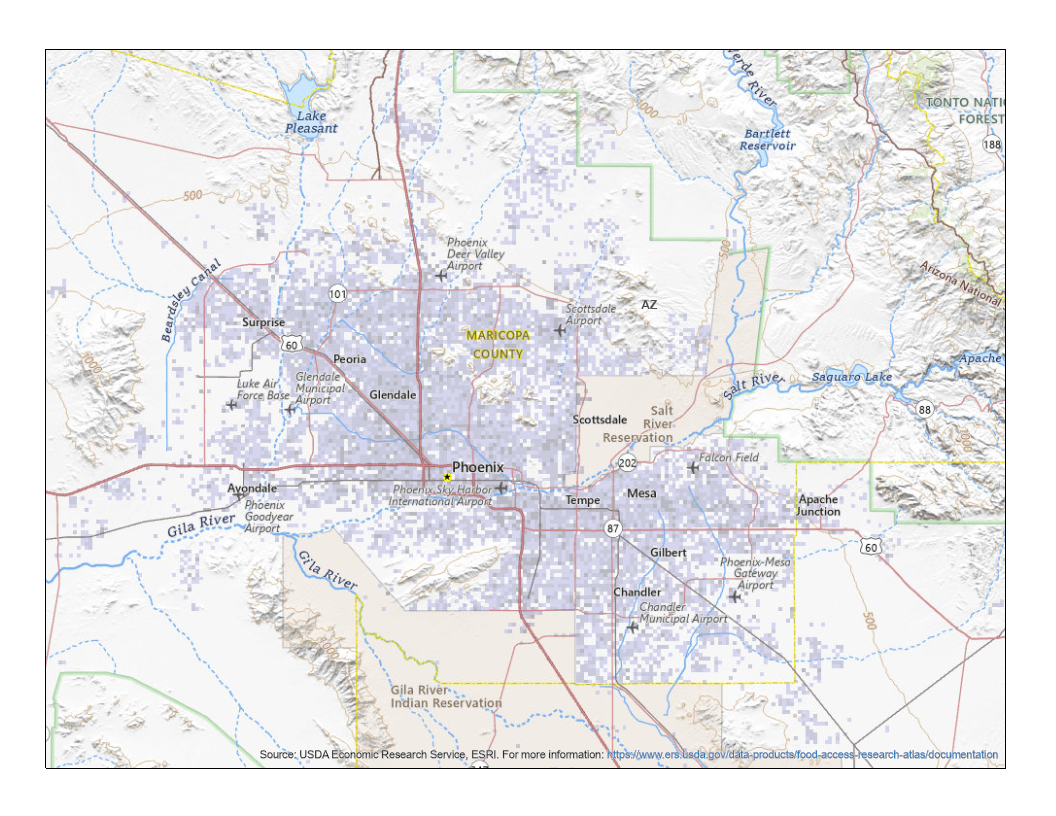 Verde River
TONTO NATIO
FOREST
1000
Lake
Pleasant
Bartlett
Reservoir
188
500
Phoenix
Deer Valley
Airport
500
Beardsley Canal
Arizona National
101
AZ
Scottsdale
Airport
Surprise
MARICOPA
COUNTY
60
Peoria
1000
Apache
Glendale
Municipal
Airport
Luke Air
Force Base
Salt River
Saguaro Lake
Glendale
88
Scottsdale
Salt
River
Reservation
Phoenix
202
Falcon Field
Avondale
Phoenix Sky Harbor
International Airport
Tempe
Mesa
Apache
Junction
Phoenix
Goodyear
Airport
Gila River
87
60
Gila River
Gilbert
Phoenix-Mesa
Gateway
Airport
Chandler
Chandler
Municipal Airport
500
1000
Gila River
Indian Reservation
Source: USDA Economic Research Service, ESRI. For more information: https://www.ers.usda.gov/data-products/food-access-research-atlas/documentation